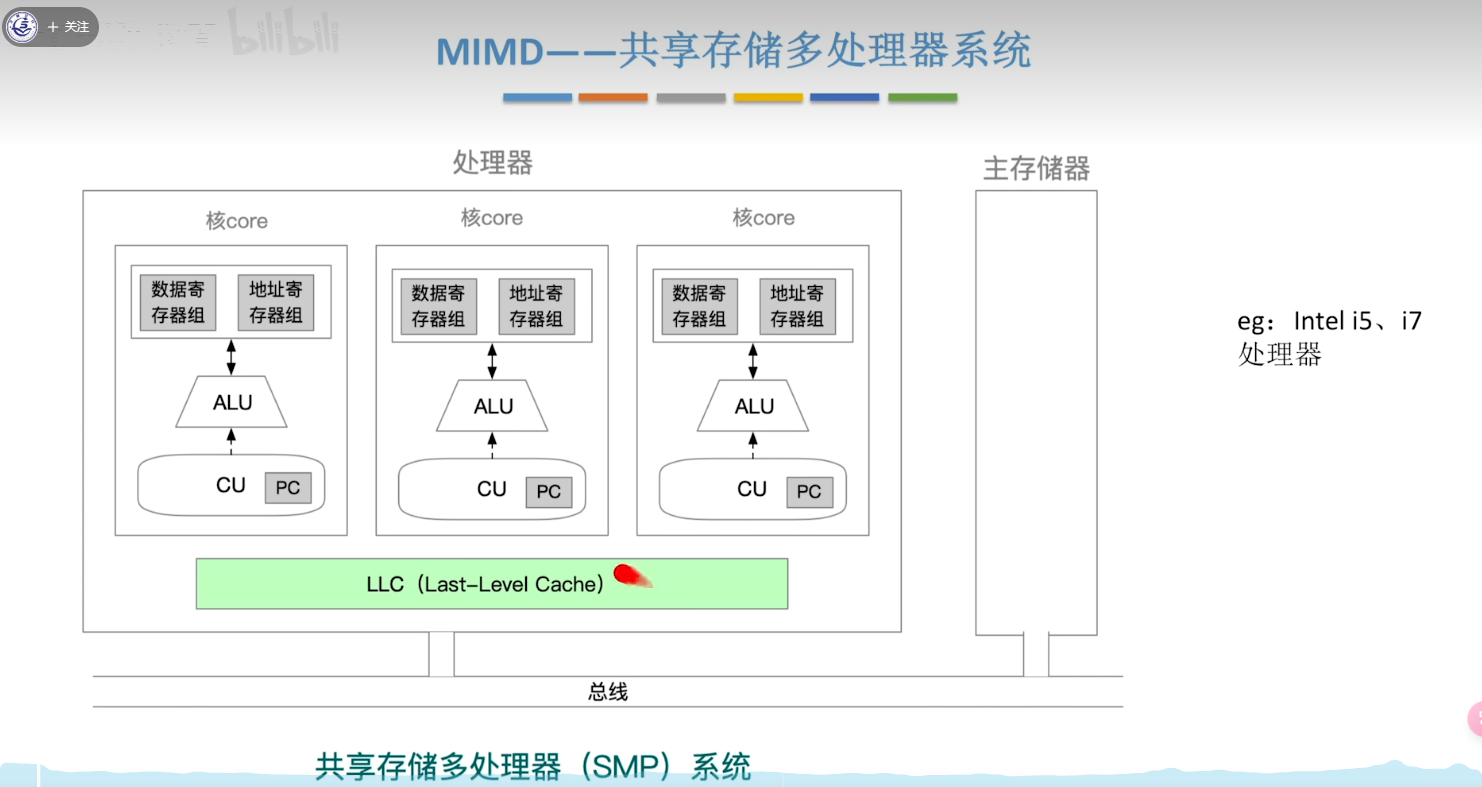 + 关注
bilibili
MIMD——共享存储多处理器系统
处理器
主存储器
核core
核core
核core
数据寄
存器组
地址寄
存器组
数据寄
存器组
地址寄
存器组
数据寄
存器组
地址寄
存器组
ALU
ALU
ALU
CU
PC
CU
PC
CU
PC
LLC（Last-Level Cache）
总线
eg：Intel i5、i7
处理器
共享存储多处理器（SMP）系统